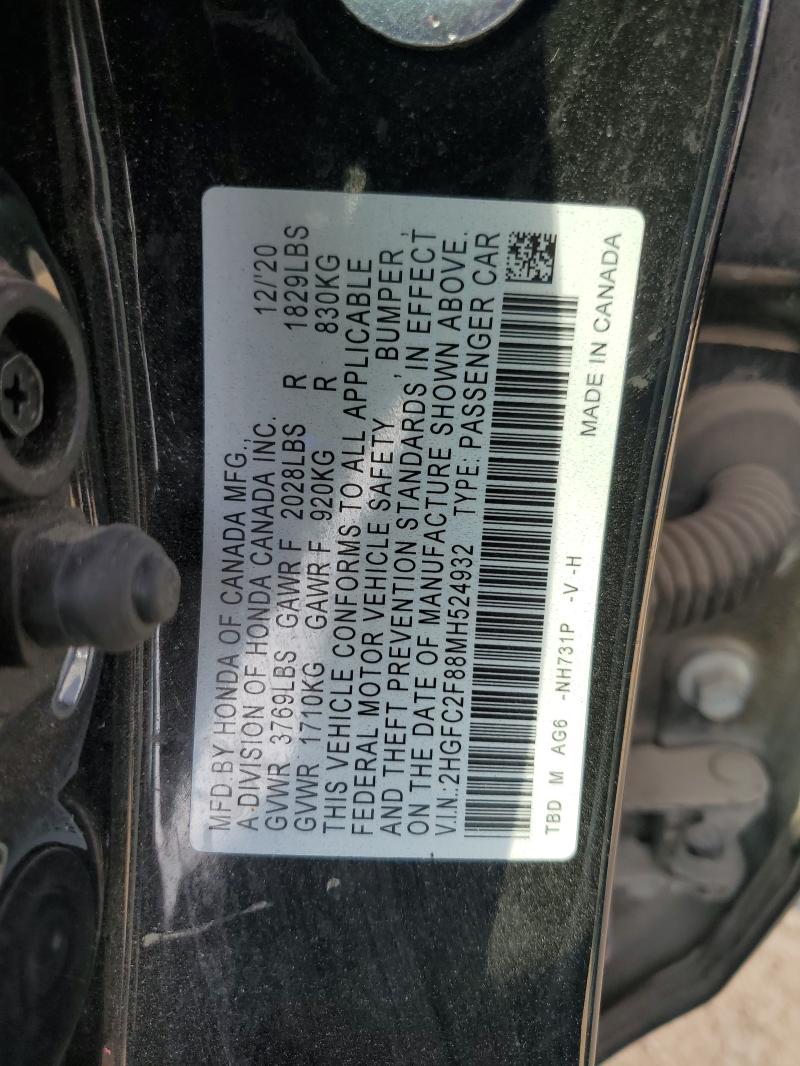 MFD.BY HONDA OF CANADA MFG.,
A DIVISION OF HONDA CANADA INC. 12/'20
GVWR 3769LBS GAWR F 2028LBS R 1829LBS
GVWR 1710KG GAWR F 920KG R 830KG
THIS VEHICLE CONFORMS TO ALL APPLICABLE
FEDERAL MOTOR VEHICLE SAFETY , BUMPER ,
AND THEFT PREVENTION STANDARDS IN EFFECT
ON THE DATE OF MANUFACTURE SHOWN ABOVE.
V.I.N.:2HGFC2F88MH524932 TYPE: PASSENGER CAR
TBD M AG6 -NH731P -V -H
MADE IN CANADA